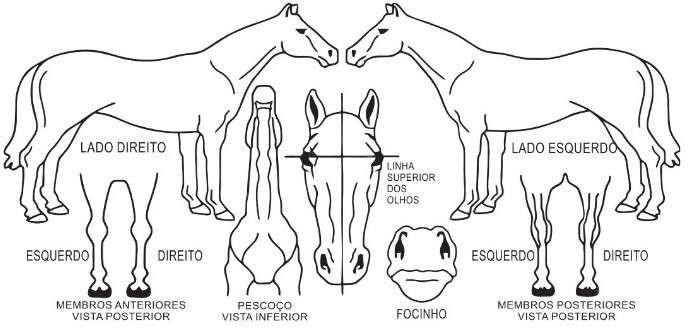 LADO DIREITO
LADO ESQUERDO
LINHA
SUPERIOR
DOS
OLHOS
ESQUERDO
DIREITO
ESQUERDO
DIREITO
MEMBROS ANTERIORES
VISTA POSTERIOR
PESCOÇO
VISTA INFERIOR
FOCINHO
MEMBROS POSTERIORES
VISTA POSTERIOR